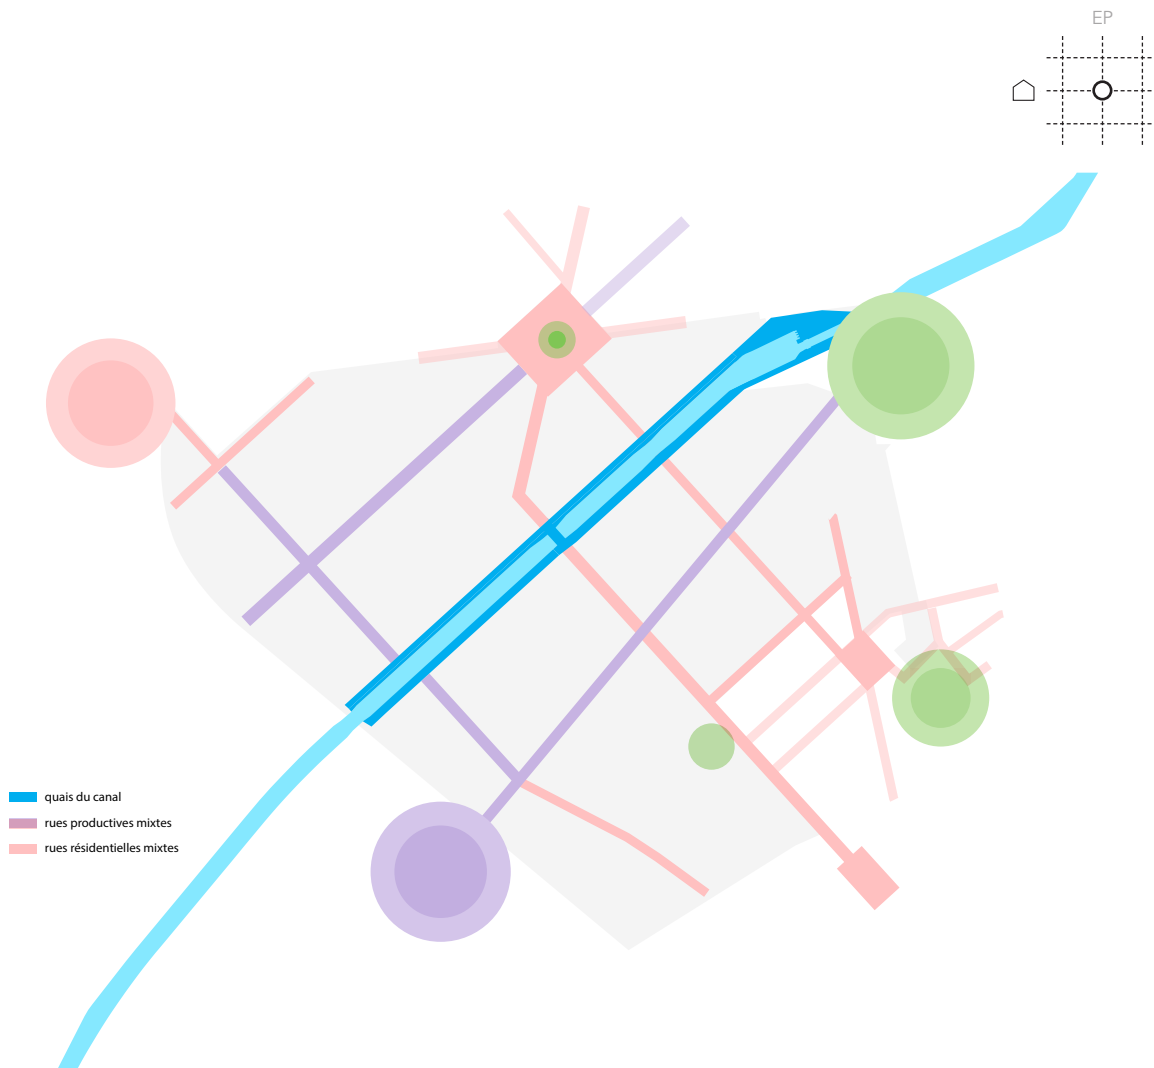 EP
quais du canal
rues productives mixtes
rues résidentielles mixtes